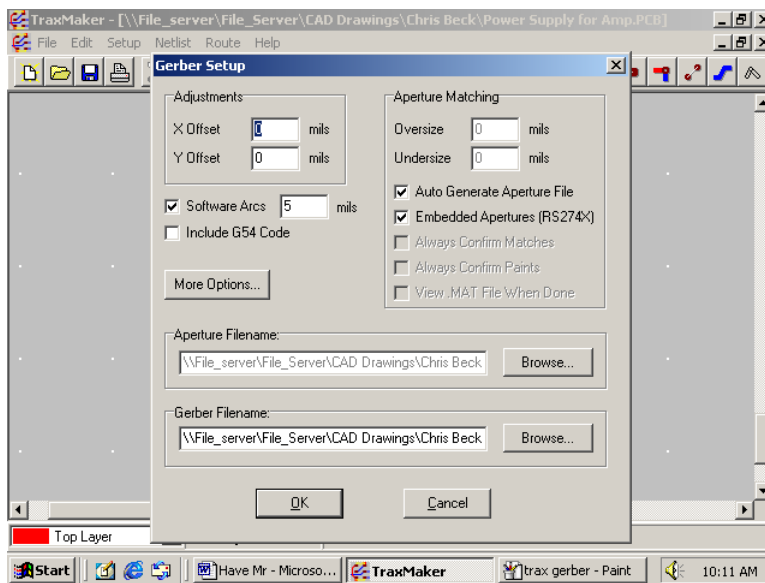 TraxMaker - [\\File_server\File_Server\CAD Drawings\Chris Beck\Power Supply for Amp.PCB]
File Edit Setup Netlist Route Help
Gerber Setup
Adjustments
X Offset 0 mils
Y Offset 0 mils
Software Arcs 5 mils
Include G54 Code
More Options...
Aperture Matching
Oversize 0 mils
Undersize 0 mils
Auto Generate Aperture File
Embedded Apertures (RS274X)
Always Confirm Matches
Always Confirm Paints
View .MAT File When Done
Aperture Filename:
\\File_server\File_Server\CAD Drawings\Chris Beck Browse...
Gerber Filename:
\\File_server\File_Server\CAD Drawings\Chris Beck Browse...
OK Cancel
Top Layer
Start Have Mr - Microso... TraxMaker trax gerber - Paint 10:11 AM